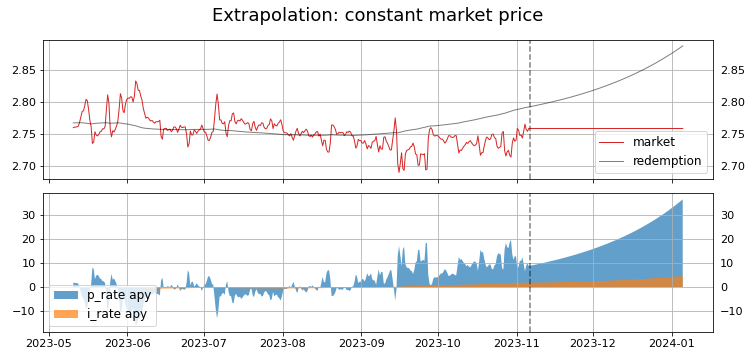 Extrapolation: constant market price
2.85 2.85
2.80 2.80
2.75 2.75
2.70 2.70
market
redemption
30 30
20 20
10 10
0 0
−10 −10
p_rate apy
i_rate apy
2023-05 2023-06 2023-07 2023-08 2023-09 2023-10 2023-11 2023-12 2024-01